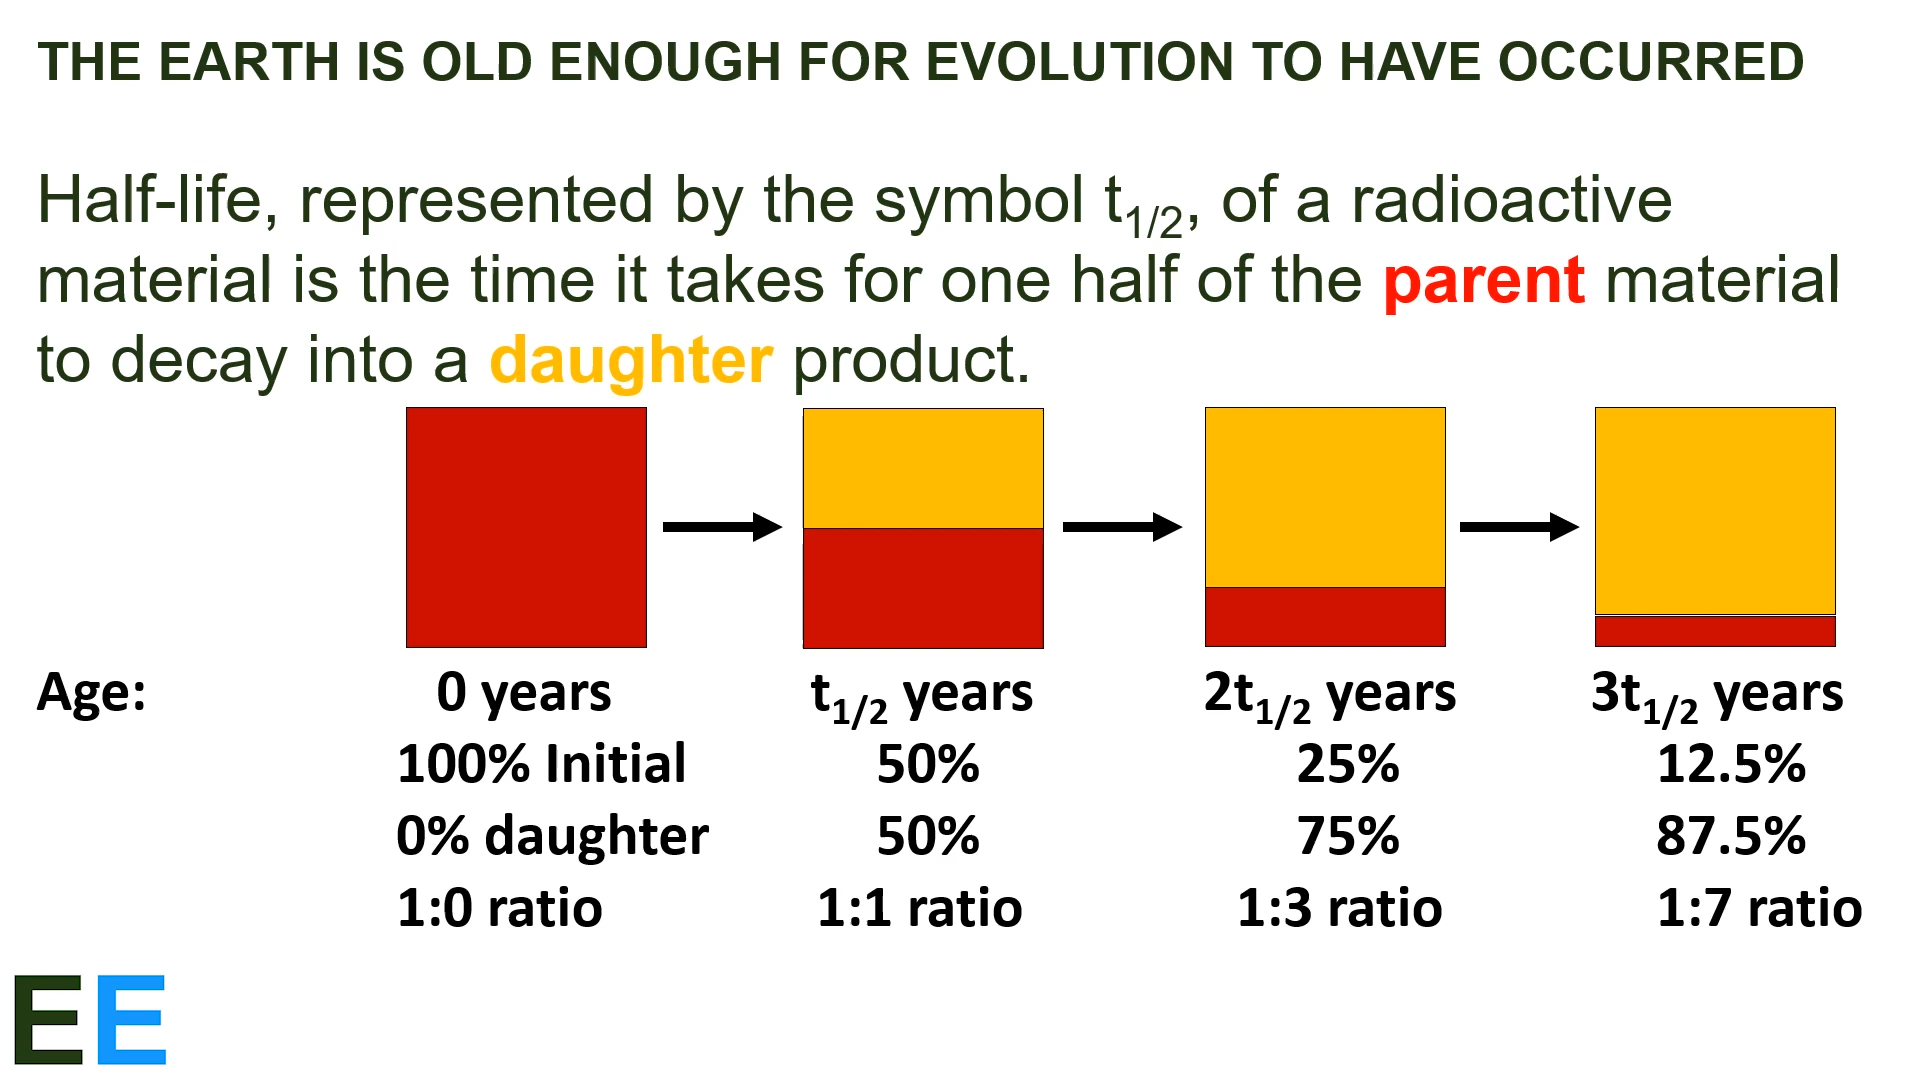 THE EARTH IS OLD ENOUGH FOR EVOLUTION TO HAVE OCCURRED
Half-life, represented by the symbol t1/2, of a radioactive
material is the time it takes for one half of the parent material
to decay into a daughter product.
Age: 0 years t1/2 years 2t1/2 years 3t1/2 years
100% Initial 50% 25% 12.5%
0% daughter 50% 75% 87.5%
1:0 ratio 1:1 ratio 1:3 ratio 1:7 ratio
EE